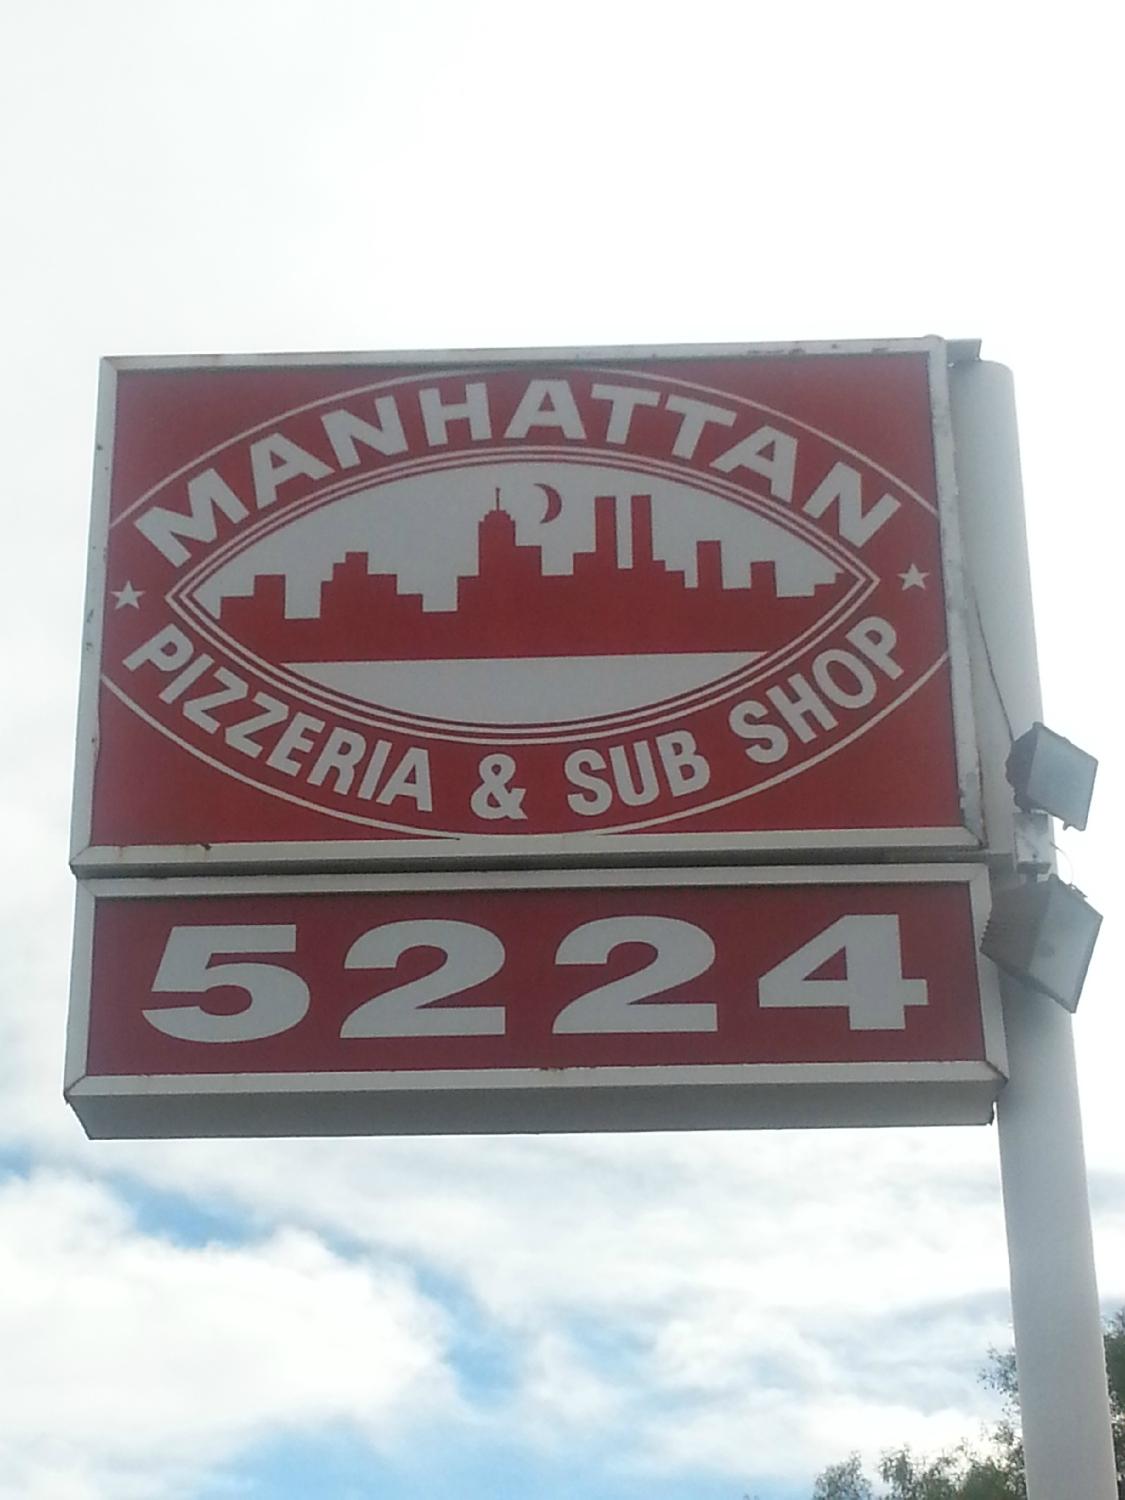 MANHATTAN
PIZZERIA & SUB SHOP
5224